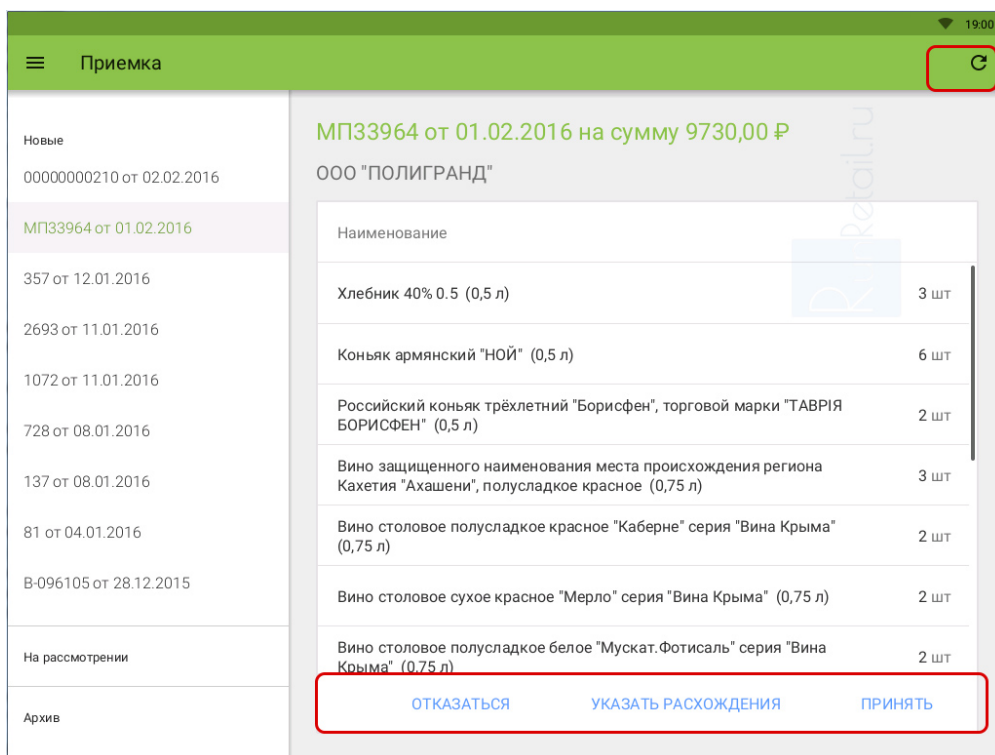 19:00
Приемка
Новые
00000000210 от 02.02.2016
МП33964 от 01.02.2016
357 от 12.01.2016
2693 от 11.01.2016
1072 от 11.01.2016
728 от 08.01.2016
137 от 08.01.2016
81 от 04.01.2016
В-096105 от 28.12.2015
На рассмотрении
Архив
МП33964 от 01.02.2016 на сумму 9730,00 ₽
ООО "ПОЛИГРАНД"
Наименование
Хлебник 40% 0.5 (0,5 л) 3 шт
Коньяк армянский "НОЙ" (0,5 л) 6 шт
Российский коньяк трёхлетний "Борисфен", торговой марки "ТАВРІЯ
БОРИСФЕН" (0,5 л) 2 шт
Вино защищенного наименования места происхождения региона
Кахетия "Ахашени", полусладкое красное (0,75 л) 3 шт
Вино столовое полусладкое красное "Каберне" серия "Вина Крыма"
(0,75 л) 2 шт
Вино столовое сухое красное "Мерло" серия "Вина Крыма" (0,75 л) 2 шт
Вино столовое полусладкое белое "Мускат.Фотисаль" серия "Вина
Крыма" (0,75 л) 2 шт
ОТКАЗАТЬСЯ УКАЗАТЬ РАСХОЖДЕНИЯ ПРИНЯТЬ